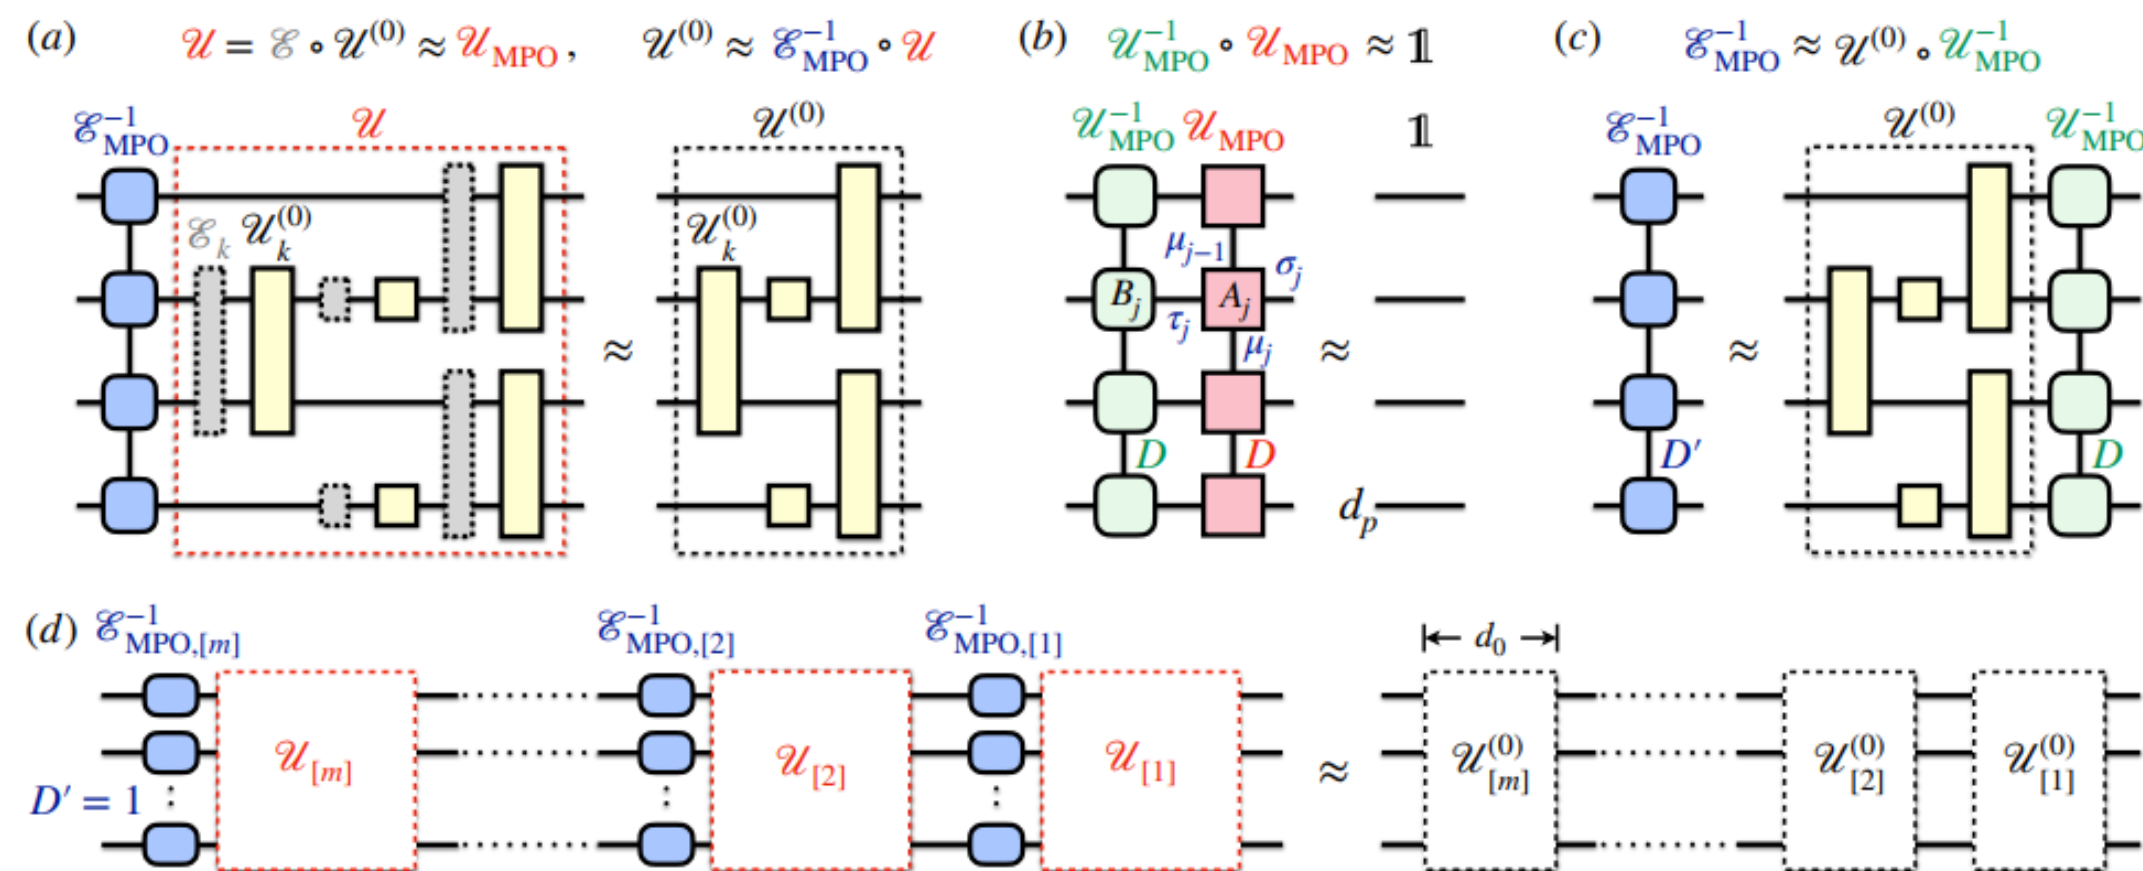 (a) 𝒰 = ℰ ∘ 𝒰^(0) ≈ 𝒰_MPO , 𝒰^(0) ≈ ℰ^−1_MPO ∘ 𝒰
ℰ^−1_MPO 𝒰 𝒰^(0)
ℰ_k 𝒰_k^(0) 𝒰_k^(0)
≈
(b) 𝒰^−1_MPO ∘ 𝒰_MPO ≈ 𝟙
𝒰^−1_MPO 𝒰_MPO 𝟙
μ_j−1 σ_j
B_j A_j
τ_j μ_j ≈
D D
d_p
(c) ℰ^−1_MPO ≈ 𝒰^(0) ∘ 𝒰^−1_MPO
ℰ^−1_MPO 𝒰^(0) 𝒰^−1_MPO
≈
D′ D
(d) ℰ^−1_MPO,[m] ℰ^−1_MPO,[2] ℰ^−1_MPO,[1] d_0
𝒰_[m] 𝒰_[2] 𝒰_[1] ≈ 𝒰^(0)_[m] 𝒰^(0)_[2] 𝒰^(0)_[1]
D′ = 1